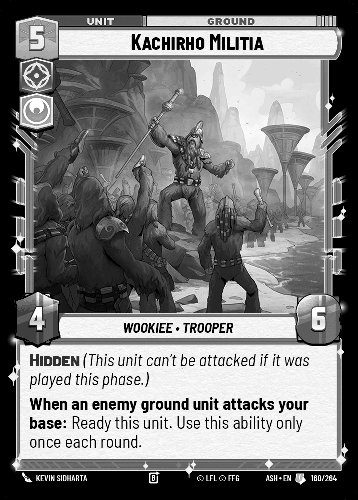 UNIT
GROUND
5
KACHIRHO MILITIA
4
WOOKIEE • TROOPER
6
HIDDEN (This unit can't be attacked if it was
played this phase.)
When an enemy ground unit attacks your
base: Ready this unit. Use this ability only
once each round.
KEVIN SIDHARTA
© LFL © FFG
ASH • EN
160/264